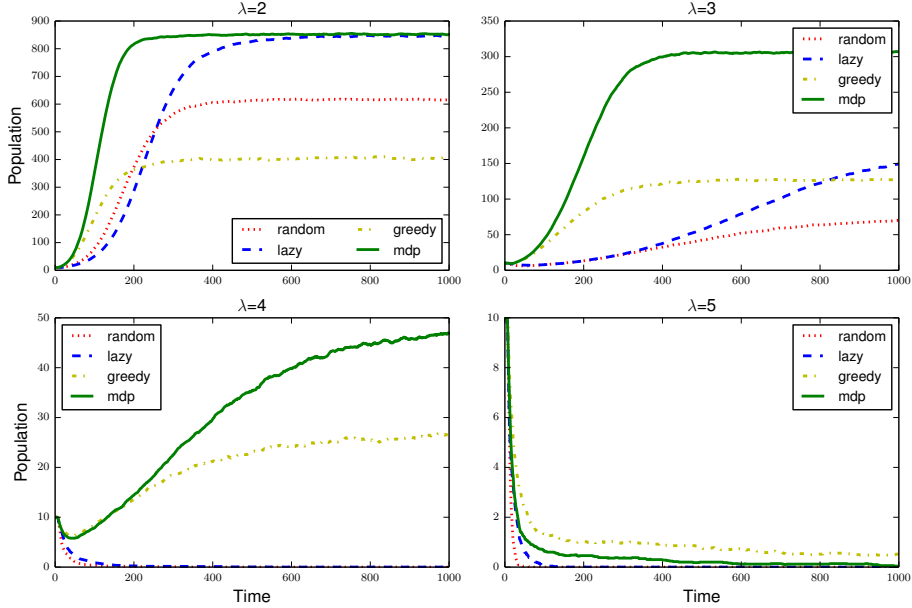 λ=2
900
800
700
600
500
400
300
200
100
0
0 200 400 600 800 1000
Population
random greedy
lazy mdp
λ=3
350
300
250
200
150
100
50
0
0 200 400 600 800 1000
random
lazy
greedy
mdp
λ=4
50
40
30
20
10
0
0 200 400 600 800 1000
Population
Time
random
lazy
greedy
mdp
λ=5
10
8
6
4
2
0
0 200 400 600 800 1000
Time
random
lazy
greedy
mdp